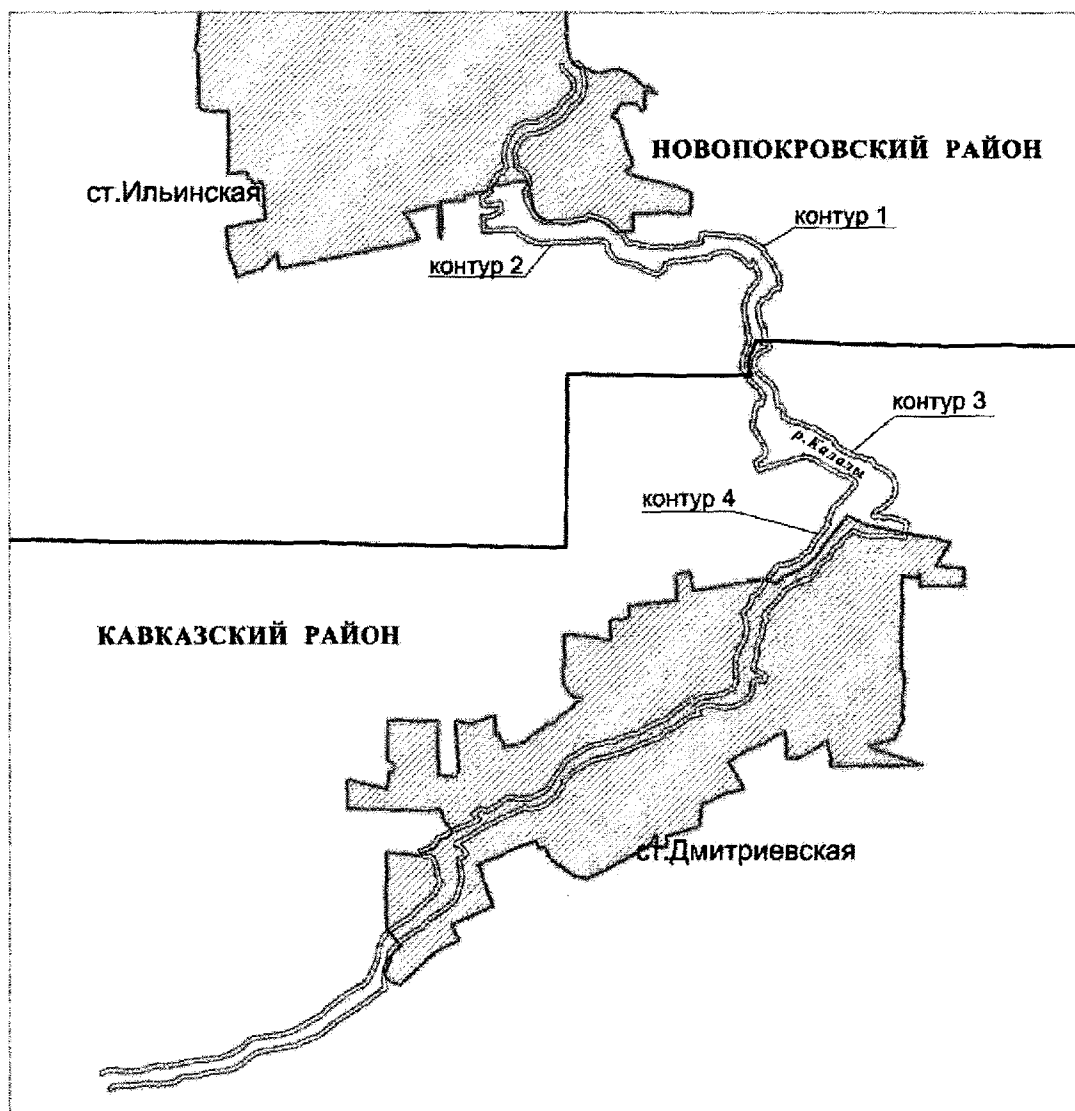 НОВОПОКРОВСКИЙ РАЙОН
ст.Ильинская
контур 1
контур 2
контур 3
р.Калалы
контур 4
КАВКАЗСКИЙ РАЙОН
ст.Дмитриевская